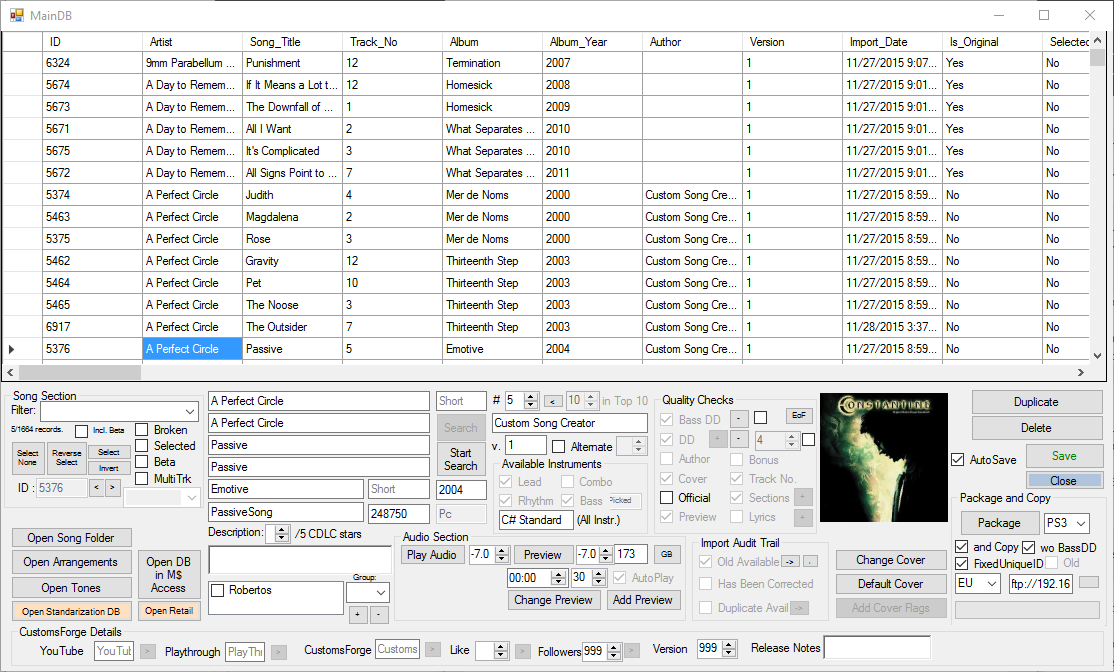 MainDB
ID Artist Song_Title Track_No Album Album_Year Author Version Import_Date Is_Original Selected
6324 9mm Parabellum ... Punishment 12 Termination 2007 1 11/27/2015 9:07... Yes No
5674 A Day to Remem... If It Means a Lot t... 12 Homesick 2008 1 11/27/2015 9:01... Yes No
5673 A Day to Remem... The Downfall of ... 1 Homesick 2009 1 11/27/2015 9:01... Yes No
5671 A Day to Remem... All I Want 2 What Separates ... 2010 1 11/27/2015 9:01... Yes No
5675 A Day to Remem... It's Complicated 3 What Separates ... 2010 1 11/27/2015 9:01... Yes No
5672 A Day to Remem... All Signs Point to ... 7 What Separates ... 2011 1 11/27/2015 9:01... Yes No
5374 A Perfect Circle Judith 4 Mer de Noms 2000 Custom Song Cre... 1 11/27/2015 8:59... No No
5463 A Perfect Circle Magdalena 2 Mer de Noms 2000 Custom Song Cre... 1 11/27/2015 8:59... No No
5375 A Perfect Circle Rose 3 Mer de Noms 2000 Custom Song Cre... 1 11/27/2015 8:59... No No
5462 A Perfect Circle Gravity 12 Thirteenth Step 2003 Custom Song Cre... 1 11/27/2015 8:59... No No
5464 A Perfect Circle Pet 10 Thirteenth Step 2003 Custom Song Cre... 1 11/27/2015 8:59... No No
5465 A Perfect Circle The Noose 3 Thirteenth Step 2003 Custom Song Cre... 1 11/27/2015 8:59... No No
6917 A Perfect Circle The Outsider 7 Thirteenth Step 2003 Custom Song Cre... 1 11/28/2015 3:37... No No
5376 A Perfect Circle Passive 5 Emotive 2004 Custom Song Cre... 1 11/27/2015 8:59... No No
Song Section
Filter:
5/1664 records. Incl. Beta Broken
Selected
Select None Reverse Select Select Invert
Beta
MultiTrk
ID : 5376 < >
Open Song Folder
Open Arrangements
Open Tones
Open Standarization DB
Open DB in M$ Access
Open Retail
A Perfect Circle Short # 5 < 10 in Top 10
A Perfect Circle Search Custom Song Creator
Passive Start Search v. 1 Alternate
Passive
Emotive Short 2004
PassiveSong 248750 Pc
Description: /5 CDLC stars
Robertos
Group:
+ -
Available Instruments
Lead Combo
Rhythm Bass Picked
C# Standard (All Instr.)
Audio Section
Play Audio -7.0 Preview -7.0 173 GB
00:00 30 AutoPlay
Change Preview Add Preview
Quality Checks
Bass DD - EoF
DD + - 4
Author Bonus
Cover Track No.
Official Sections +
Preview Lyrics +
Import Audit Trail
Old Available -> .
Has Been Corrected
Duplicate Avail ->
CONSTANTINE
Change Cover
Default Cover
Add Cover Flags
Duplicate
Delete
AutoSave Save
Close
Package and Copy
Package PS3
and Copy wo BassDD
FixedUniqueID Old
EU ftp://192.16
CustomsForge Details
YouTube YouTut > Playthrough PlayThr > CustomsForge Customs > Like > Followers 999 > Version 999 Release Notes